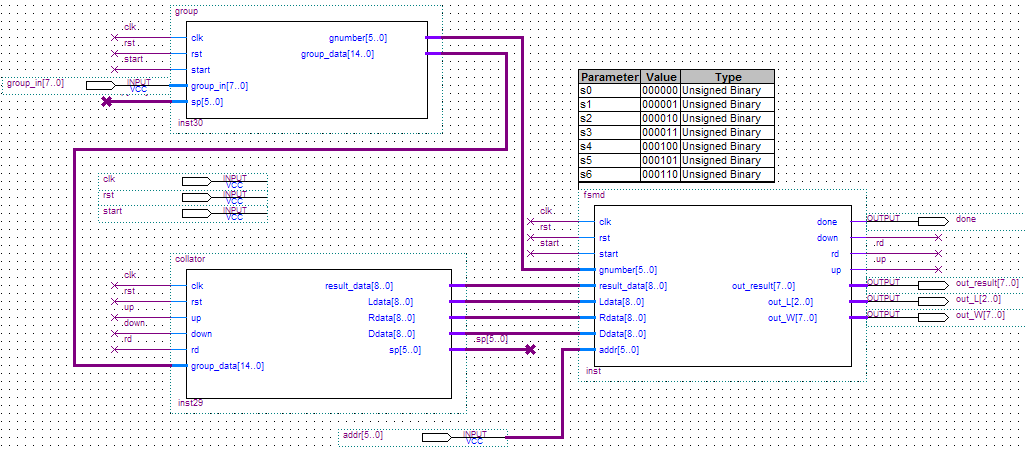 group
clk
rst
start
clk
rst
start
group_in[7..0]
sp[5..0]
gnumber[5..0]
group_data[14..0]
group_in[7..0]
INPUT
VCC
inst30
Parameter Value Type
s0 000000 Unsigned Binary
s1 000001 Unsigned Binary
s2 000010 Unsigned Binary
s3 000011 Unsigned Binary
s4 000100 Unsigned Binary
s5 000101 Unsigned Binary
s6 000110 Unsigned Binary
clk
INPUT
VCC
rst
INPUT
VCC
start
INPUT
VCC
fsmd
clk
rst
start
clk
rst
start
gnumber[5..0]
result_data[8..0]
Ldata[8..0]
Rdata[8..0]
Ddata[8..0]
addr[5..0]
done
down
rd
up
out_result[7..0]
out_L[2..0]
out_W[7..0]
OUTPUT
done
rd
up
OUTPUT
out_result[7..0]
OUTPUT
out_L[2..0]
OUTPUT
out_W[7..0]
inst
collator
clk
rst
up
down
rd
clk
rst
up
down
rd
group_data[14..0]
result_data[8..0]
Ldata[8..0]
Rdata[8..0]
Ddata[8..0]
sp[5..0]
sp[5..0]
inst29
addr[5..0]
INPUT
VCC